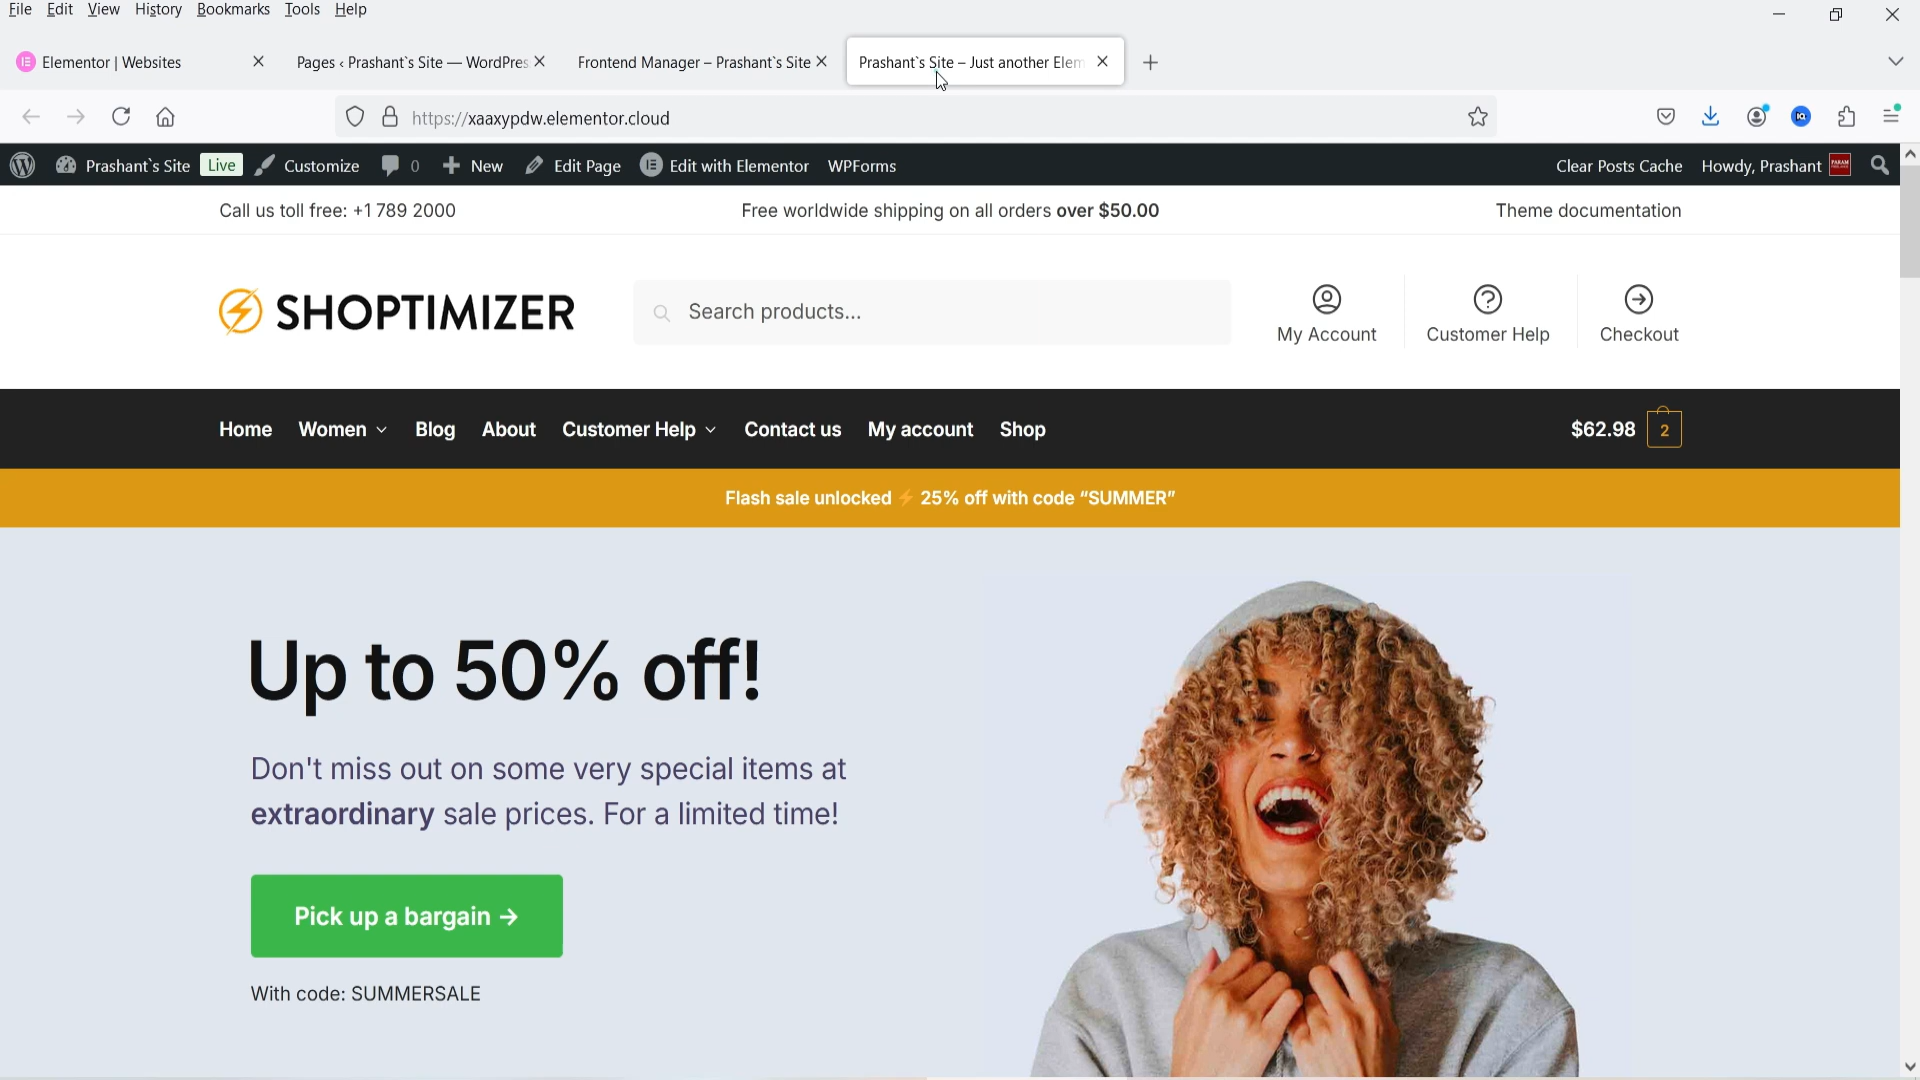 File Edit View History Bookmarks Tools Help
Elementor | Websites
Pages ‹ Prashant`s Site — WordPres
Frontend Manager – Prashant`s Site
Prashant`s Site – Just another Elem
https://xaaxypdw.elementor.cloud
Prashant`s Site Live Customize 0 New Edit Page Edit with Elementor WPForms Clear Posts Cache Howdy, Prashant
Call us toll free: +1 789 2000
Free worldwide shipping on all orders over $50.00
Theme documentation
SHOPTIMIZER
Search products...
My Account
Customer Help
Checkout
Home Women Blog About Customer Help Contact us My account Shop $62.98 2
Flash sale unlocked ⚡ 25% off with code “SUMMER”
Up to 50% off!
Don't miss out on some very special items at
extraordinary sale prices. For a limited time!
Pick up a bargain →
With code: SUMMERSALE